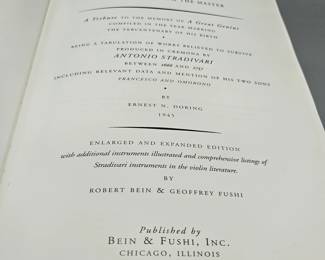 THE MASTER
A Tribute TO THE MEMORY OF A Great Genius
COMPILED IN THE YEAR MARKING
THE TERCENTENARY OF HIS BIRTH
BEING A TABULATION OF WORKS BELIEVED TO SURVIVE
PRODUCED IN CREMONA BY
ANTONIO STRADIVARI
BETWEEN 1666 AND 1737
INCLUDING RELEVANT DATA AND MENTION OF HIS TWO SONS
FRANCESCO AND OMOBONO
BY
ERNEST N. DORING
1945
ENLARGED AND EXPANDED EDITION
with additional instruments illustrated and comprehensive listings of
Stradivari instruments in the violin literature.
BY
ROBERT BEIN & GEOFFREY FUSHI
Published by
BEIN & FUSHI, INC.
CHICAGO, ILLINOIS